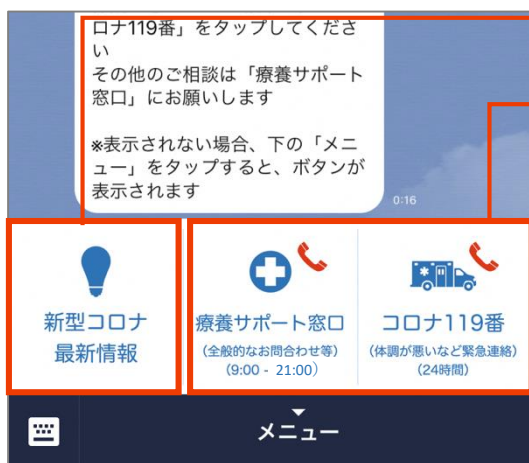 ロナ119番」をタップしてくださ
い
その他のご相談は「療養サポート
窓口」にお願いします
※表示されない場合、下の「メニ
ュー」をタップすると、ボタンが
表示されます
0:16
新型コロナ
最新情報
療養サポート窓口
(全般的なお問合わせ等)
(9:00 - 21:00)
コロナ119番
(体調が悪いなど緊急連絡)
(24時間)
メニュー